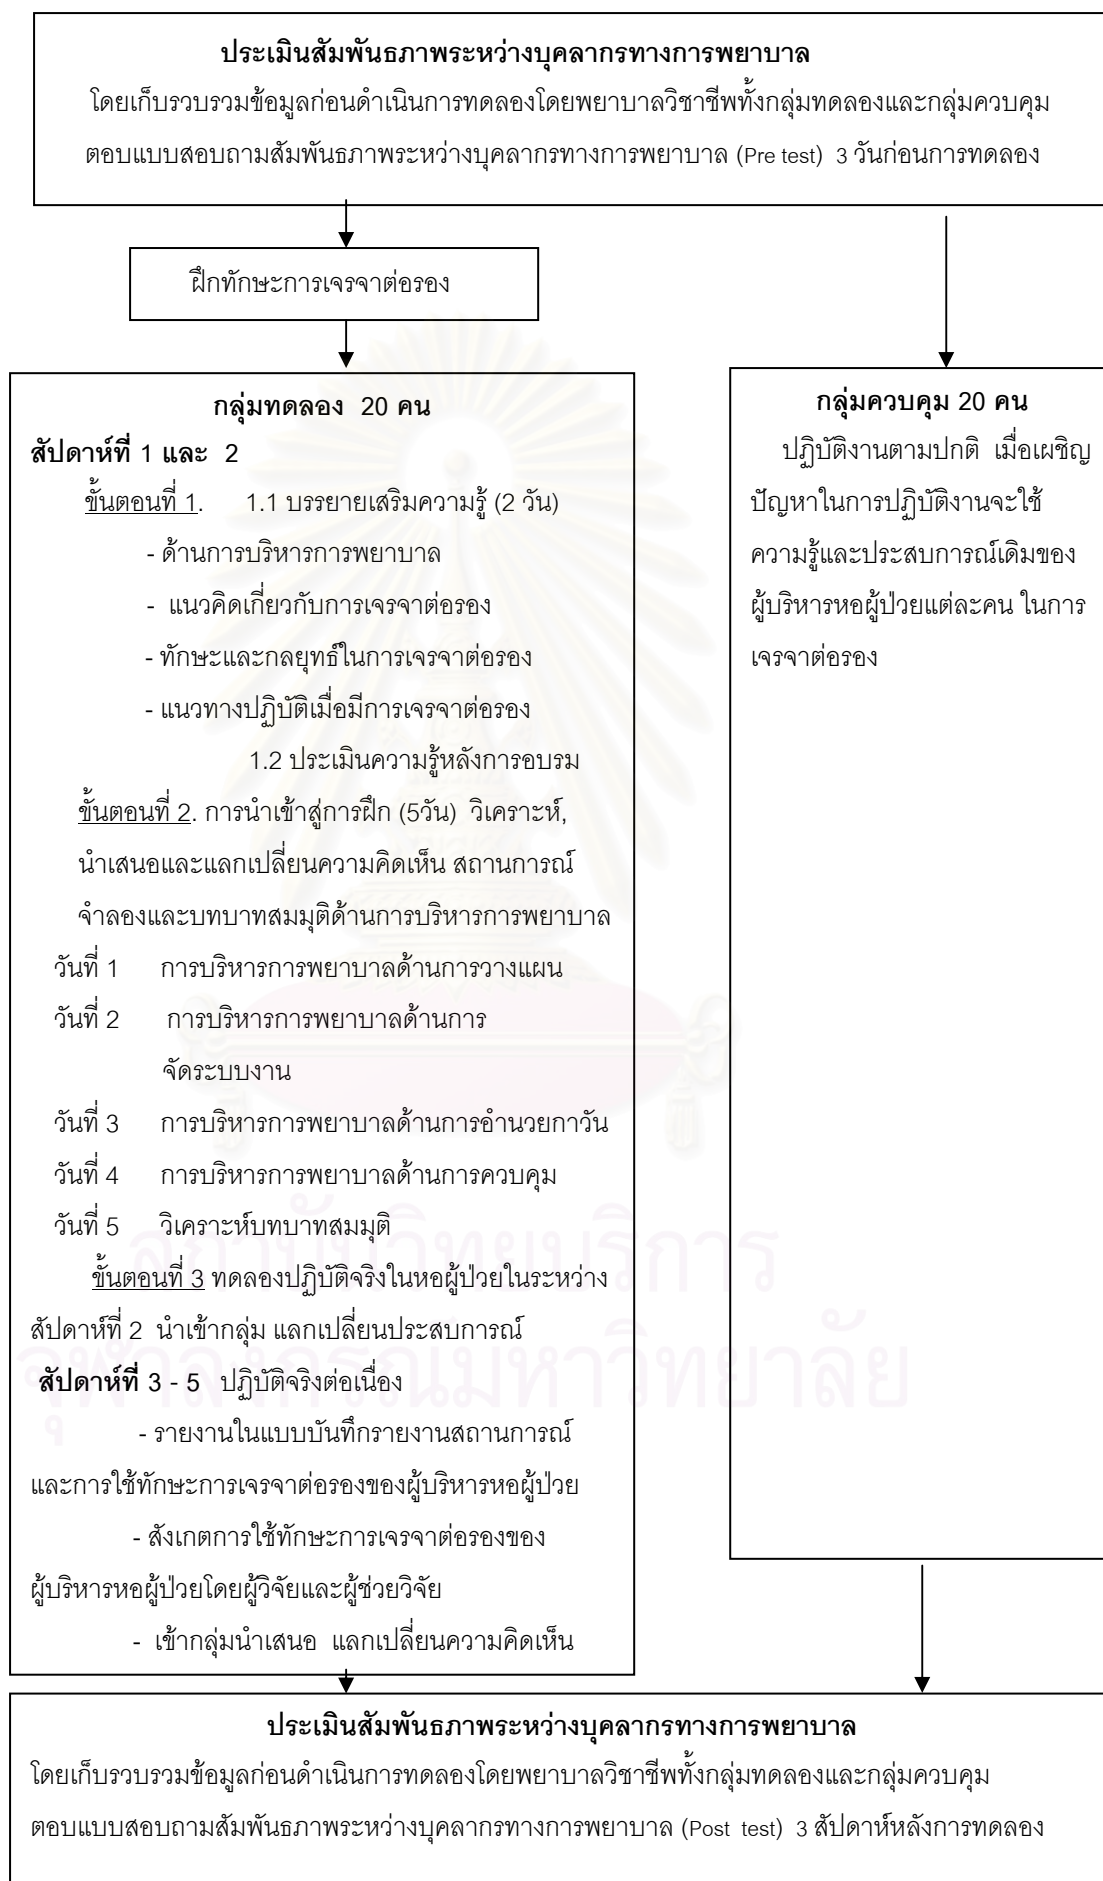 ประเมินสัมพันธภาพระหว่างบุคลากรทางการพยาบาล
โดยเก็บรวบรวมข้อมูลก่อนดำเนินการทดลองโดยพยาบาลวิชาชีพทั้งกลุ่มทดลองและกลุ่มควบคุม
ตอบแบบสอบถามสัมพันธภาพระหว่างบุคลากรทางการพยาบาล (Pre test) 3 วันก่อนการทดลอง
ฝึกทักษะการเจรจาต่อรอง
กลุ่มทดลอง 20 คน
สัปดาห์ที่ 1 และ 2
ขั้นตอนที่ 1. 1.1 บรรยายเสริมความรู้ (2 วัน)
- ด้านการบริหารการพยาบาล
- แนวคิดเกี่ยวกับการเจรจาต่อรอง
- ทักษะและกลยุทธ์ในการเจรจาต่อรอง
- แนวทางปฏิบัติเมื่อมีการเจรจาต่อรอง
1.2 ประเมินความรู้หลังการอบรม
ขั้นตอนที่ 2. การนำเข้าสู่การฝึก (5วัน) วิเคราะห์,
นำเสนอและแลกเปลี่ยนความคิดเห็น สถานการณ์
จำลองและบทบาทสมมุติด้านการบริหารการพยาบาล
วันที่ 1 การบริหารการพยาบาลด้านการวางแผน
วันที่ 2 การบริหารการพยาบาลด้านการ
จัดระบบงาน
วันที่ 3 การบริหารการพยาบาลด้านการอำนวยกาวัน
วันที่ 4 การบริหารการพยาบาลด้านการควบคุม
วันที่ 5 วิเคราะห์บทบาทสมมุติ
ขั้นตอนที่ 3 ทดลองปฏิบัติจริงในหอผู้ป่วยในระหว่าง
สัปดาห์ที่ 2 นำเข้ากลุ่ม แลกเปลี่ยนประสบการณ์
สัปดาห์ที่ 3 - 5 ปฏิบัติจริงต่อเนื่อง
- รายงานในแบบบันทึกรายงานสถานการณ์
และการใช้ทักษะการเจรจาต่อรองของผู้บริหารหอผู้ป่วย
- สังเกตการใช้ทักษะการเจรจาต่อรองของ
ผู้บริหารหอผู้ป่วยโดยผู้วิจัยและผู้ช่วยวิจัย
- เข้ากลุ่มนำเสนอ แลกเปลี่ยนความคิดเห็น
กลุ่มควบคุม 20 คน
ปฏิบัติงานตามปกติ เมื่อเผชิญ
ปัญหาในการปฏิบัติงานจะใช้
ความรู้และประสบการณ์เดิมของ
ผู้บริหารหอผู้ป่วยแต่ละคน ในการ
เจรจาต่อรอง
ประเมินสัมพันธภาพระหว่างบุคลากรทางการพยาบาล
โดยเก็บรวบรวมข้อมูลก่อนดำเนินการทดลองโดยพยาบาลวิชาชีพทั้งกลุ่มทดลองและกลุ่มควบคุม
ตอบแบบสอบถามสัมพันธภาพระหว่างบุคลากรทางการพยาบาล (Post test) 3 สัปดาห์หลังการทดลอง
สถาบันวิทยบริการ
จุฬาลงกรณ์มหาวิทยาลัย